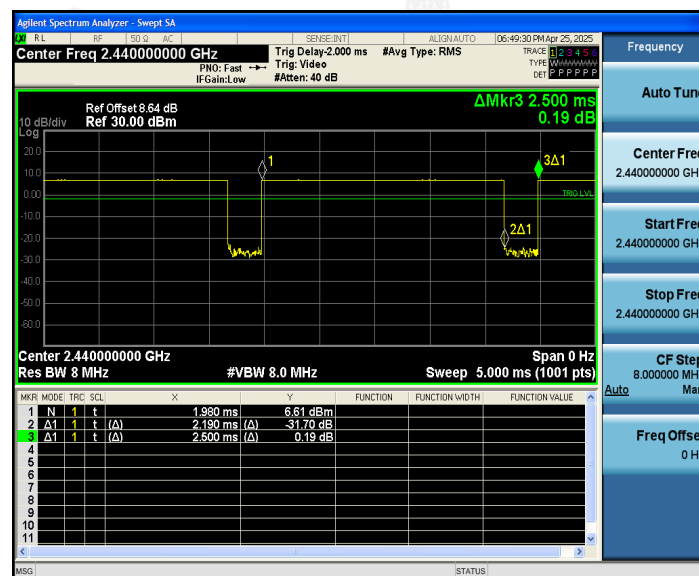 Agilent Spectrum Analyzer - Swept SA
LXI RL RF 50 Ω AC SENSE:INT ALIGNAUTO 06:49:30 PM Apr 25, 2025
Center Freq 2.440000000 GHz
PNO: Fast
IFGain:Low
Trig Delay-2.000 ms
Trig: Video
#Atten: 40 dB
#Avg Type: RMS
TRACE 1 2 3 4 5 6
TYPE W
DET P P P P P P
Ref Offset 8.64 dB
Ref 30.00 dBm
10 dB/div
Log
ΔMkr3 2.500 ms
0.19 dB
20.0
10.0
0.00
-10.0
-20.0
-30.0
-40.0
-50.0
-60.0
1
3Δ1
TRIG LVL
2Δ1
Center 2.440000000 GHz Span 0 Hz
Res BW 8 MHz #VBW 8.0 MHz Sweep 5.000 ms (1001 pts)
MKR MODE TRC SCL X Y FUNCTION FUNCTION WIDTH FUNCTION VALUE
1 N 1 t 1.980 ms 6.61 dBm
2 Δ1 1 t (Δ) 2.190 ms (Δ) -31.70 dB
3 Δ1 1 t (Δ) 2.500 ms (Δ) 0.19 dB
4
5
6
7
8
9
10
11
MSG STATUS
Frequency
Auto Tun
Center Fre
2.440000000 GH
Start Fre
2.440000000 GH
Stop Fre
2.440000000 GH
CF Step
8.000000 MH
Auto Ma
Freq Offse
0 H